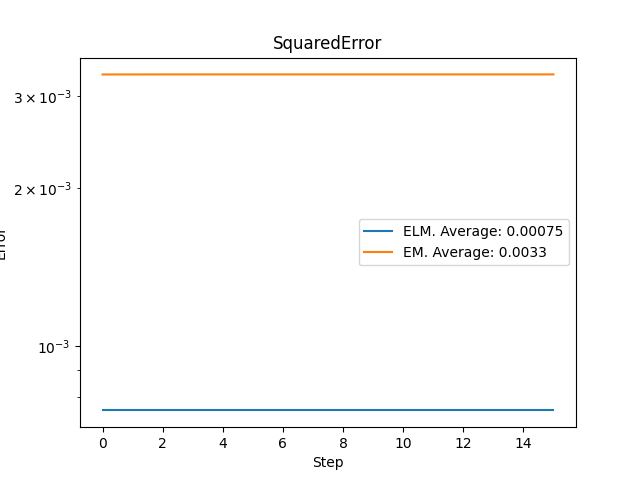 SquaredError
3 × 10⁻³
2 × 10⁻³
10⁻³
Error
ELM. Average: 0.00075
EM. Average: 0.0033
0 2 4 6 8 10 12 14
Step